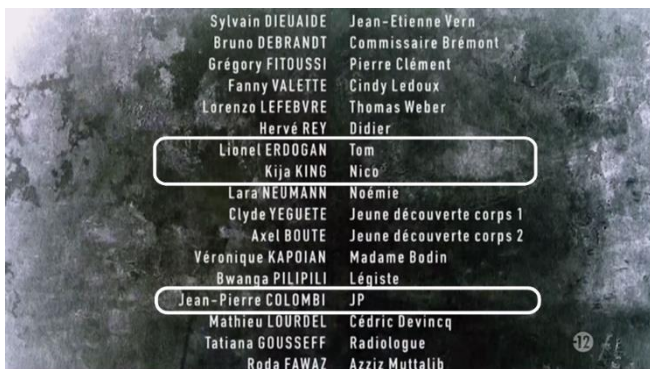 Sylvain DIEUAIDE Jean-Etienne Vern
Bruno DEBRANDT Commissaire Brémont
Grégory FITOUSSI Pierre Clément
Fanny VALETTE Cindy Ledoux
Lorenzo LEFEBVRE Thomas Weber
Hervé REY Didier
Lionel ERDOGAN Tom
Kija KING Nico
Lara NEUMANN Noémie
Clyde YEGUETE Jeune découverte corps 1
Axel BOUTE Jeune découverte corps 2
Véronique KAPOIAN Madame Bodin
Bwanga PILIPILI Légiste
Jean-Pierre COLOMBI JP
Mathieu LOURDEL Cédric Devincq
Tatiana GOUSSEFF Radiologue
-12
Roda FAWAZ Azziz Muttalib